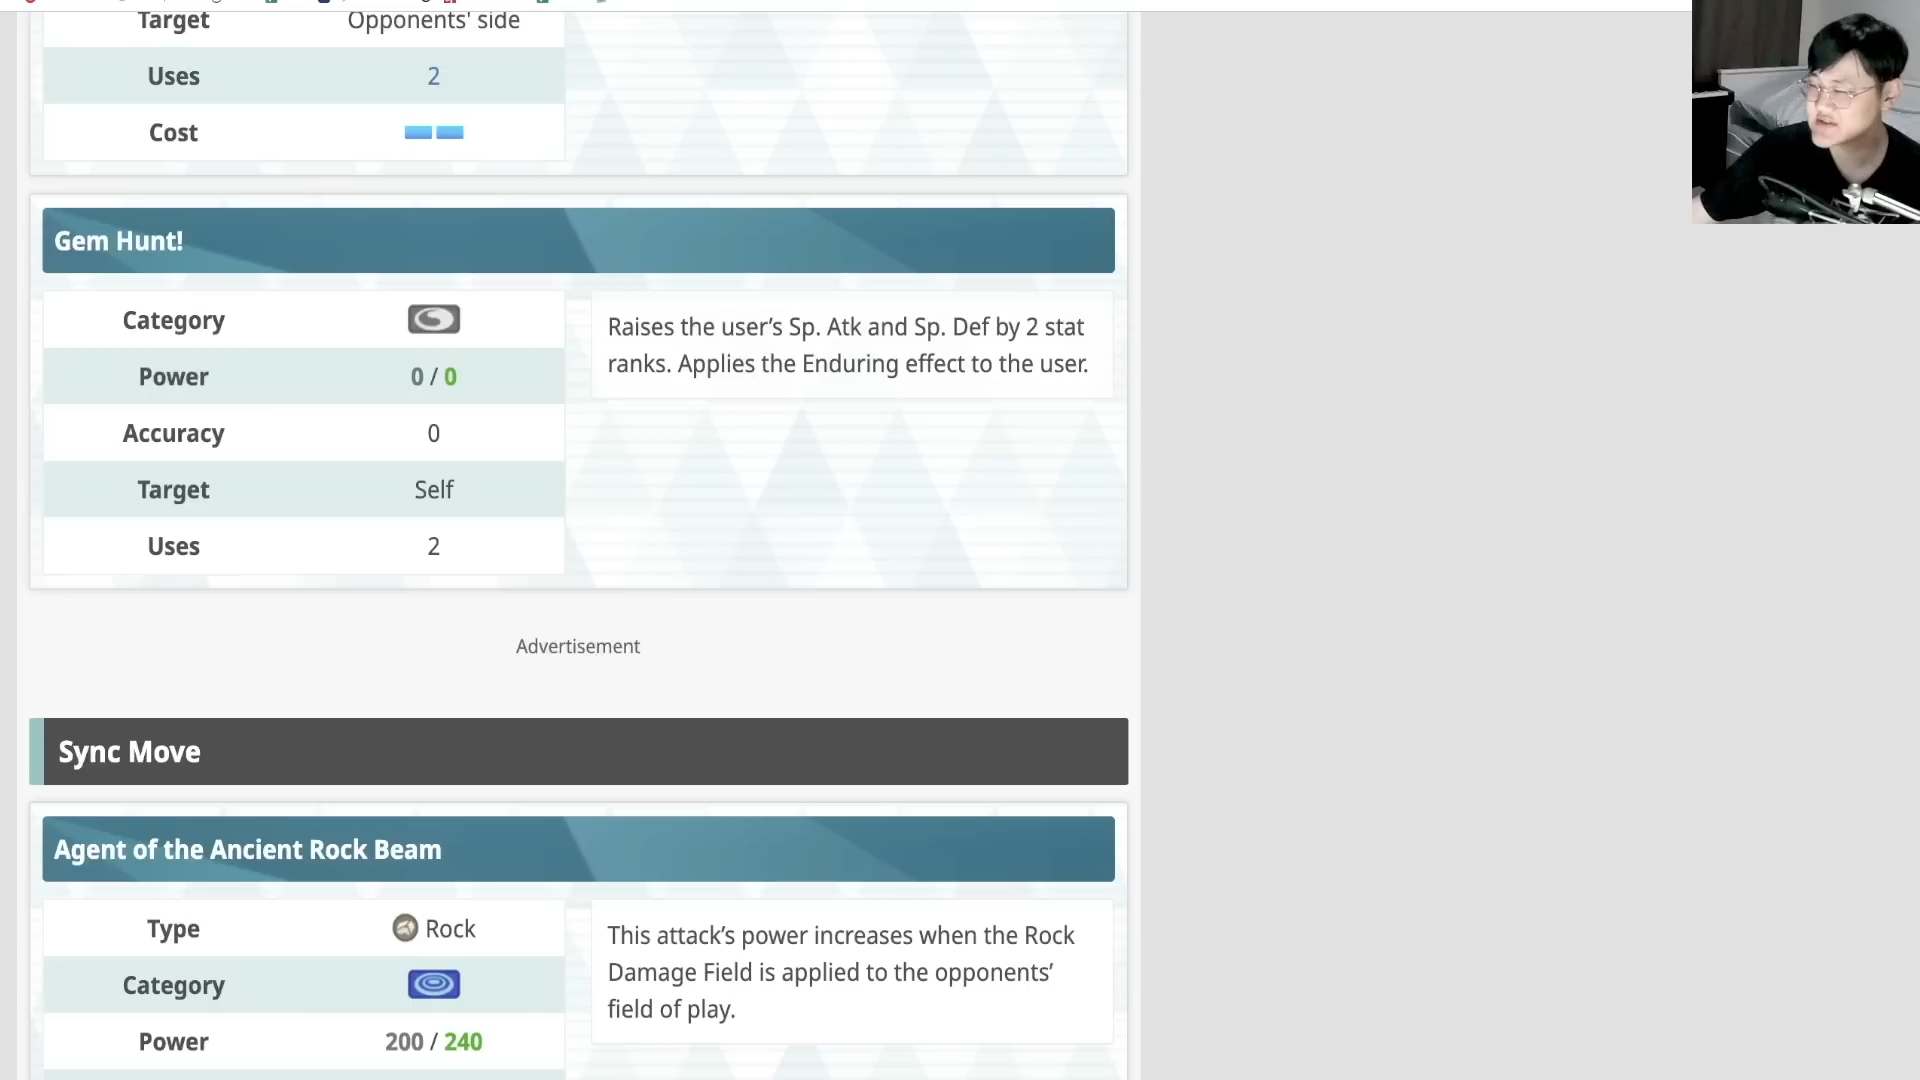 Target Opponents' side
Uses 2
Cost
Gem Hunt!
Category
Raises the user’s Sp. Atk and Sp. Def by 2 stat
ranks. Applies the Enduring effect to the user.
Power 0 / 0
Accuracy 0
Target Self
Uses 2
Advertisement
Sync Move
Agent of the Ancient Rock Beam
Type Rock
This attack’s power increases when the Rock
Damage Field is applied to the opponents’
field of play.
Category
Power 200 / 240